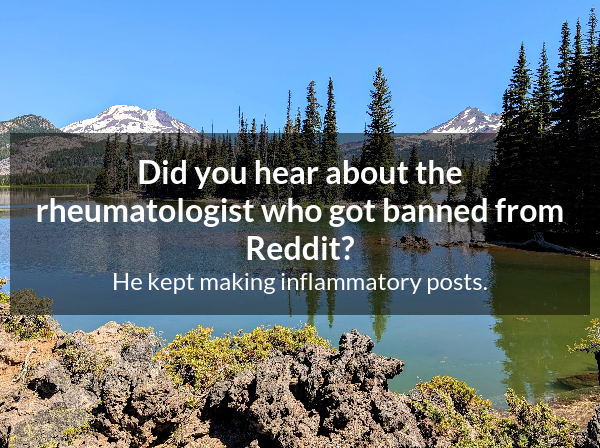 Did you hear about the
rheumatologist who got banned from
Reddit?
He kept making inflammatory posts.